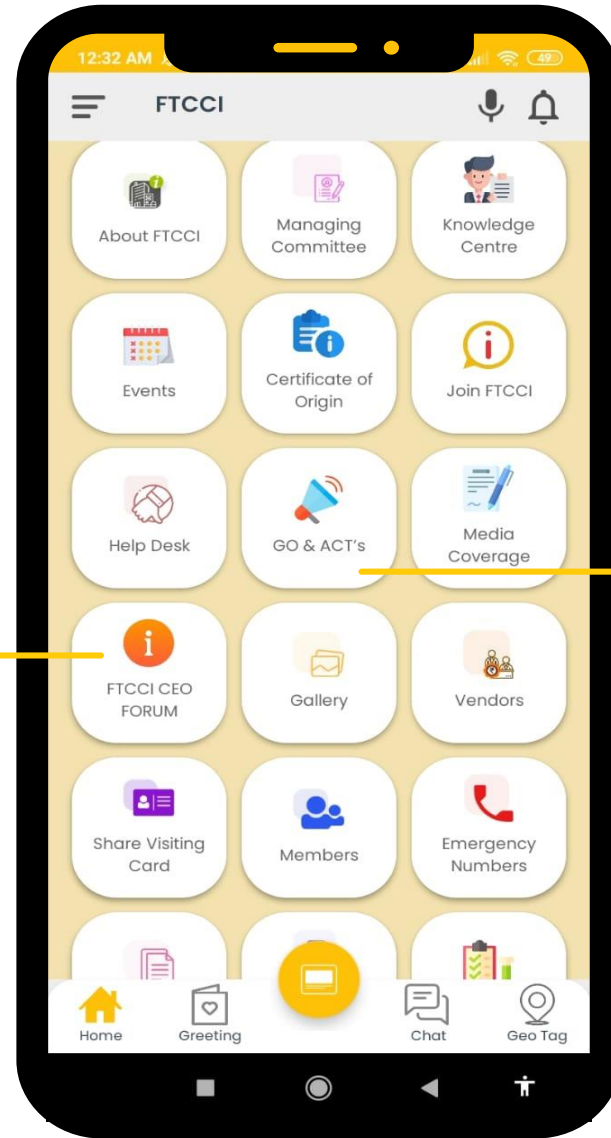 12:32 AM
49
FTCCI
About FTCCI
Managing
Committee
Knowledge
Centre
Events
Certificate of
Origin
Join FTCCI
Help Desk
GO & ACT's
Media
Coverage
FTCCI CEO
FORUM
Gallery
Vendors
Share Visiting
Card
Members
Emergency
Numbers
Home
Greeting
Chat
Geo Tag